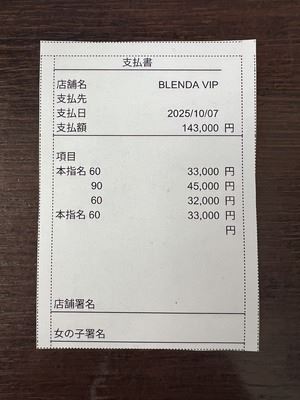 支払書
店舗名 BLENDA VIP
支払先
支払日 2025/10/07
支払額 143,000 円
項目
本指名 60 33,000 円
90 45,000 円
60 32,000 円
本指名 60 33,000 円
円
店舗署名
女の子署名